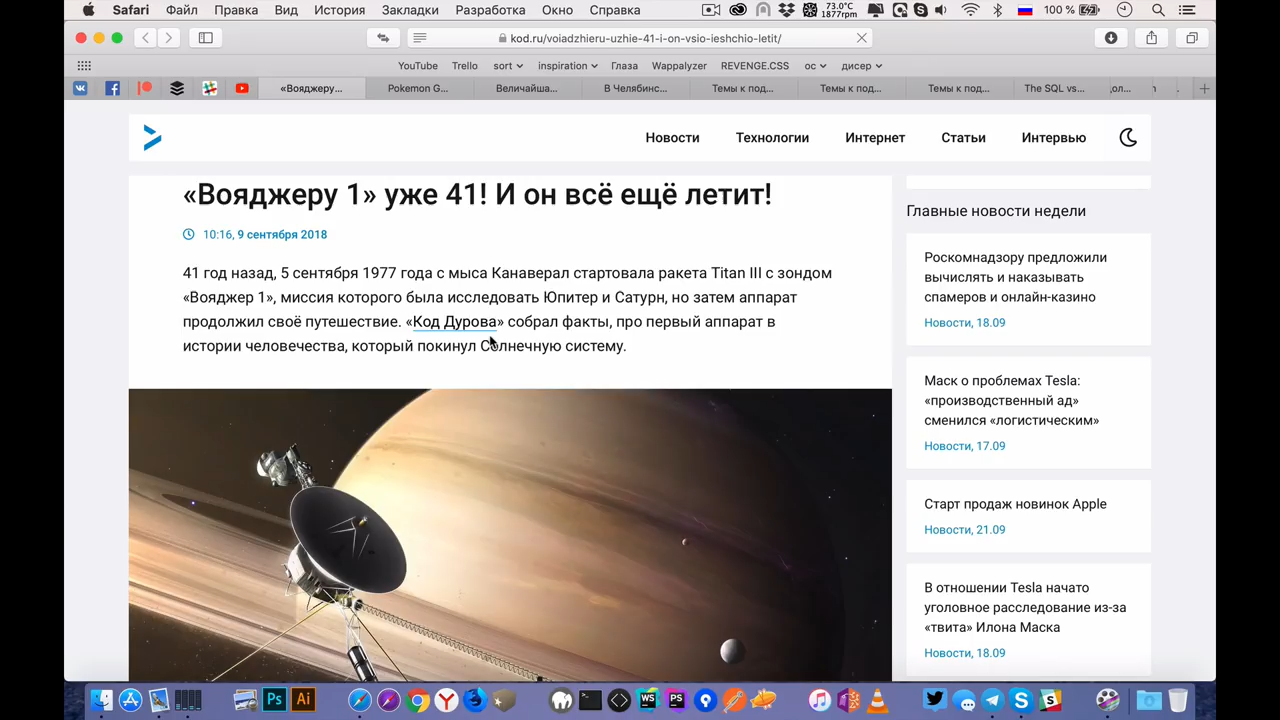 Safari Файл Правка Вид История Закладки Разработка Окно Справка
73.0°C
1877rpm
100 %
kod.ru/voiadzhieru-uzhie-41-i-on-vsio-ieshchio-letit/
YouTube Trello sort inspiration Глаза Wappalyzer REVENGE.CSS ос дисер
«Вояджеру... Pokemon G... Величайша... В Челябинс... Темы к под... Темы к под... Темы к под... The SQL vs...
Новости Технологии Интернет Статьи Интервью
«Вояджеру 1» уже 41! И он всё ещё летит!
10:16, 9 сентября 2018
41 год назад, 5 сентября 1977 года с мыса Канаверал стартовала ракета Titan III с зондом
«Вояджер 1», миссия которого была исследовать Юпитер и Сатурн, но затем аппарат
продолжил своё путешествие. «Код Дурова» собрал факты, про первый аппарат в
истории человечества, который покинул Солнечную систему.
Главные новости недели
Роскомнадзору предложили
вычислять и наказывать
спамеров и онлайн-казино
Новости, 18.09
Маск о проблемах Tesla:
«производственный ад»
сменился «логистическим»
Новости, 17.09
Старт продаж новинок Apple
Новости, 21.09
В отношении Tesla начато
уголовное расследование из-за
«твита» Илона Маска
Новости, 18.09
Ps Ai WS PS